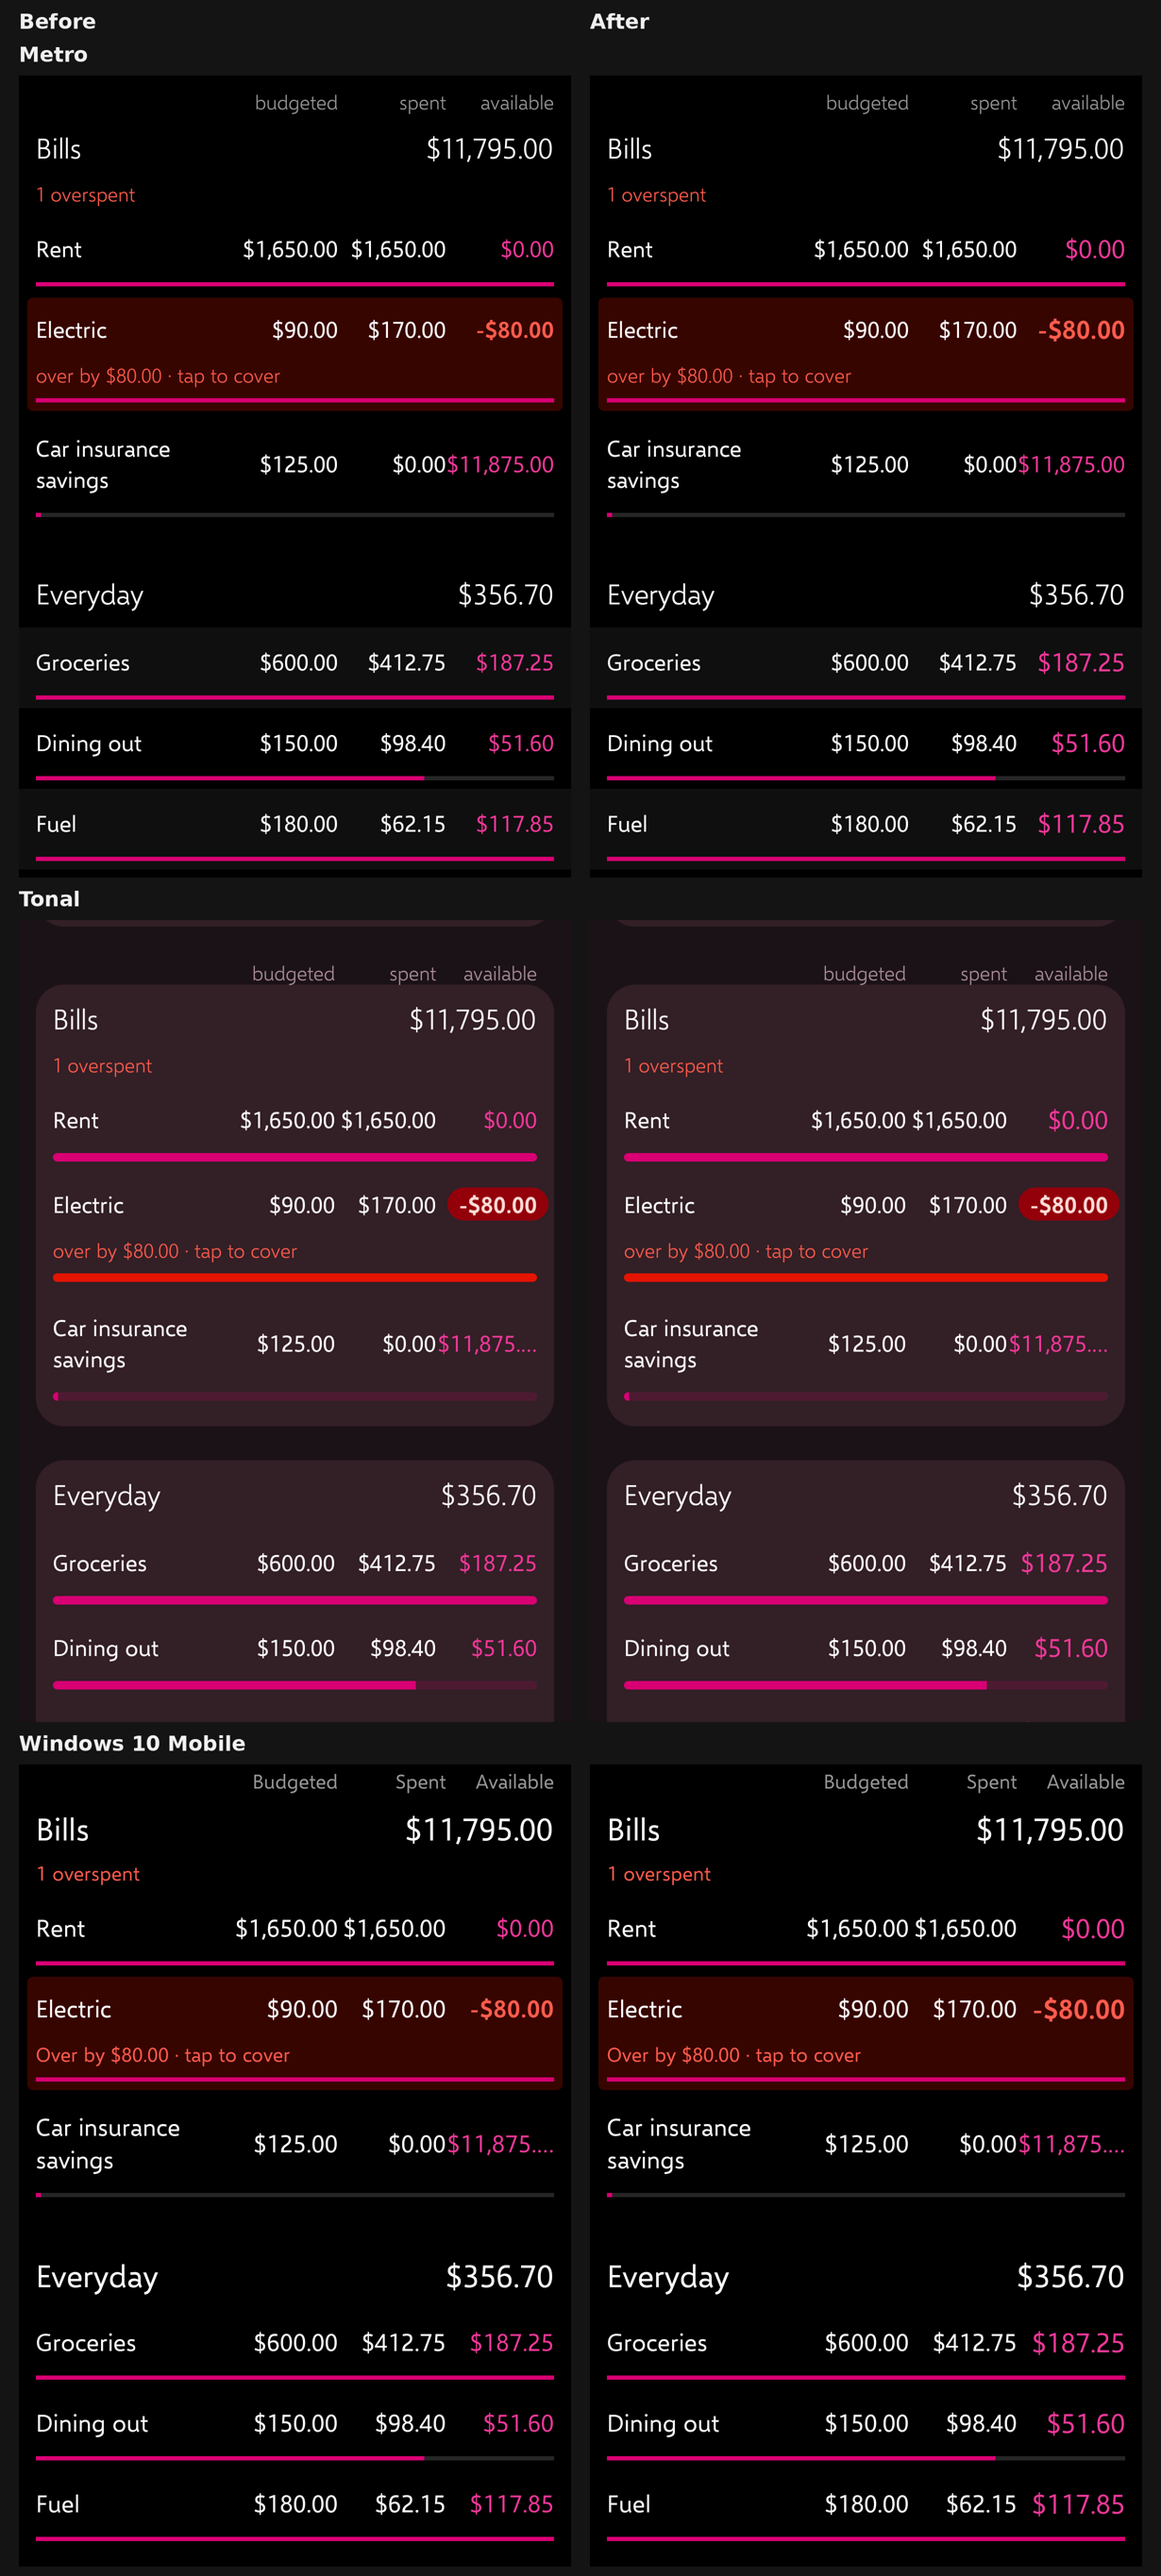 Before After
Metro
budgeted spent available budgeted spent available
Bills $11,795.00 Bills $11,795.00
1 overspent 1 overspent
Rent $1,650.00 $1,650.00 $0.00 Rent $1,650.00 $1,650.00 $0.00
Electric $90.00 $170.00 -$80.00 Electric $90.00 $170.00 -$80.00
over by $80.00 · tap to cover over by $80.00 · tap to cover
Car insurance savings $125.00 $0.00 $11,875.00 Car insurance savings $125.00 $0.00 $11,875.00
Everyday $356.70 Everyday $356.70
Groceries $600.00 $412.75 $187.25 Groceries $600.00 $412.75 $187.25
Dining out $150.00 $98.40 $51.60 Dining out $150.00 $98.40 $51.60
Fuel $180.00 $62.15 $117.85 Fuel $180.00 $62.15 $117.85
Tonal
budgeted spent available budgeted spent available
Bills $11,795.00 Bills $11,795.00
1 overspent 1 overspent
Rent $1,650.00 $1,650.00 $0.00 Rent $1,650.00 $1,650.00 $0.00
Electric $90.00 $170.00 -$80.00 Electric $90.00 $170.00 -$80.00
over by $80.00 · tap to cover over by $80.00 · tap to cover
Car insurance savings $125.00 $0.00 $11,875.... Car insurance savings $125.00 $0.00 $11,875....
Everyday $356.70 Everyday $356.70
Groceries $600.00 $412.75 $187.25 Groceries $600.00 $412.75 $187.25
Dining out $150.00 $98.40 $51.60 Dining out $150.00 $98.40 $51.60
Windows 10 Mobile
Budgeted Spent Available Budgeted Spent Available
Bills $11,795.00 Bills $11,795.00
1 overspent 1 overspent
Rent $1,650.00 $1,650.00 $0.00 Rent $1,650.00 $1,650.00 $0.00
Electric $90.00 $170.00 -$80.00 Electric $90.00 $170.00 -$80.00
Over by $80.00 · tap to cover Over by $80.00 · tap to cover
Car insurance savings $125.00 $0.00 $11,875.... Car insurance savings $125.00 $0.00 $11,875....
Everyday $356.70 Everyday $356.70
Groceries $600.00 $412.75 $187.25 Groceries $600.00 $412.75 $187.25
Dining out $150.00 $98.40 $51.60 Dining out $150.00 $98.40 $51.60
Fuel $180.00 $62.15 $117.85 Fuel $180.00 $62.15 $117.85